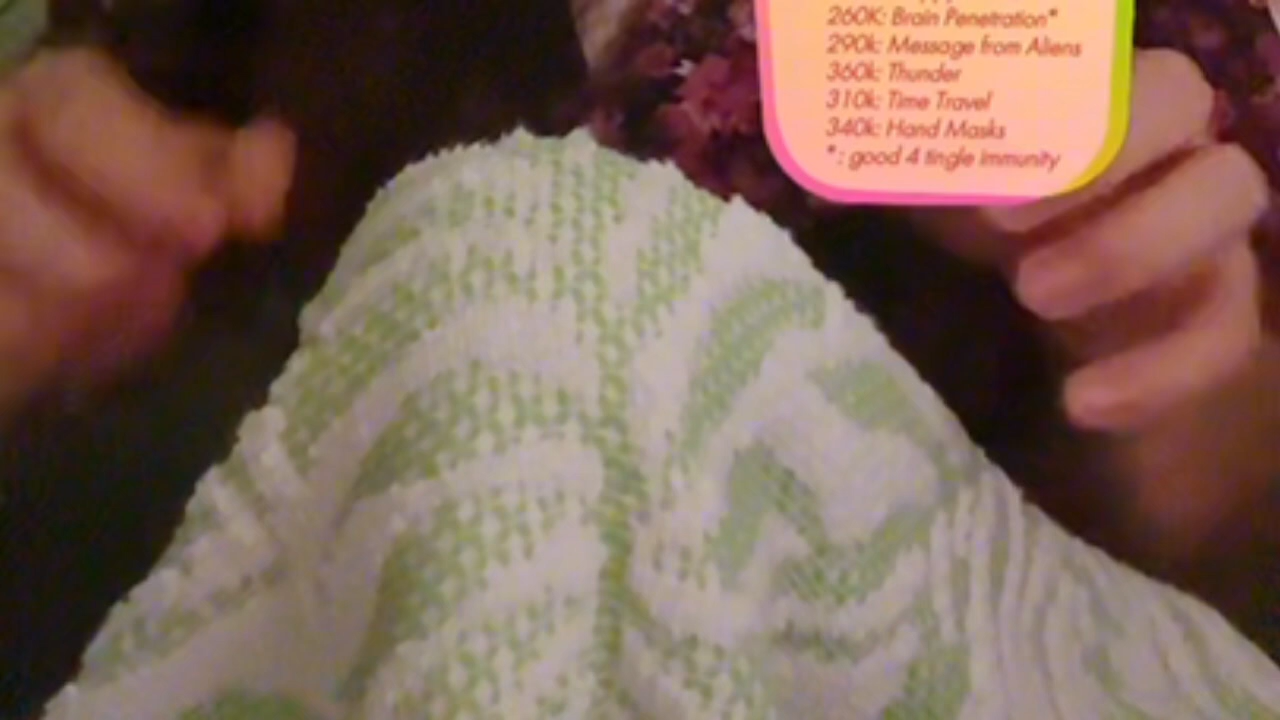 260K: Brain Penetration*
290k: Message from Aliens
360k: Thunder
310k: Time Travel
340k: Hand Masks
*: good 4 tingle immunity